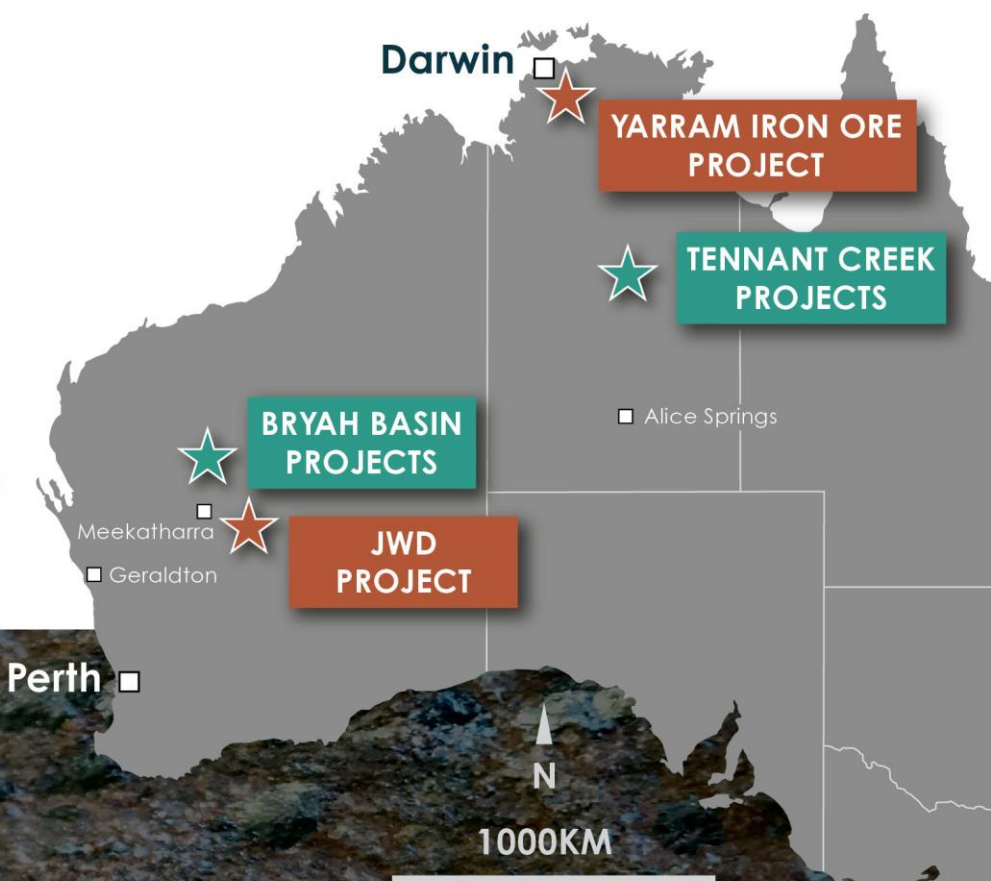 Darwin
YARRAM IRON ORE
PROJECT
TENNANT CREEK
PROJECTS
Alice Springs
BRYAH BASIN
PROJECTS
Meekatharra
JWD
PROJECT
Geraldton
Perth
N
1000KM